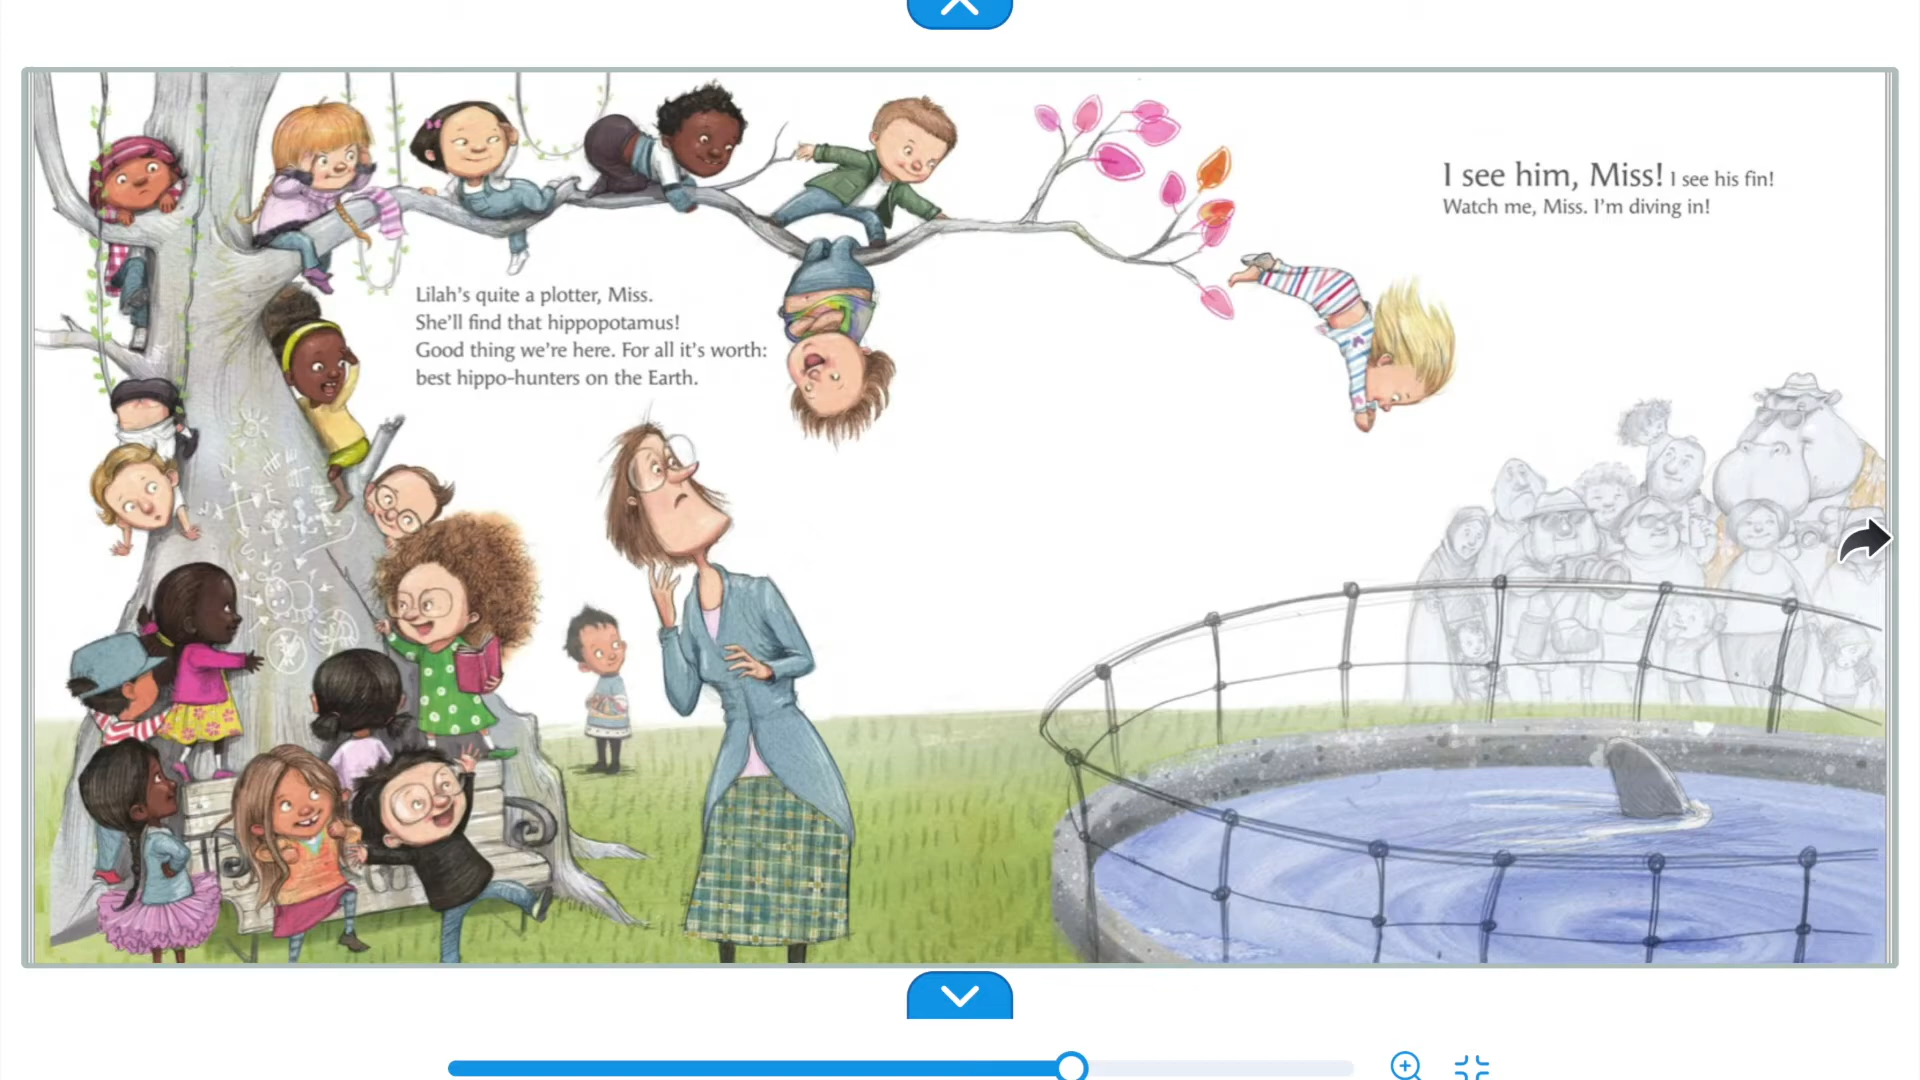 Lilah's quite a plotter, Miss.
She'll find that hippopotamus!
Good thing we're here. For all it's worth:
best hippo-hunters on the Earth.
I see him, Miss! I see his fin!
Watch me, Miss. I'm diving in!